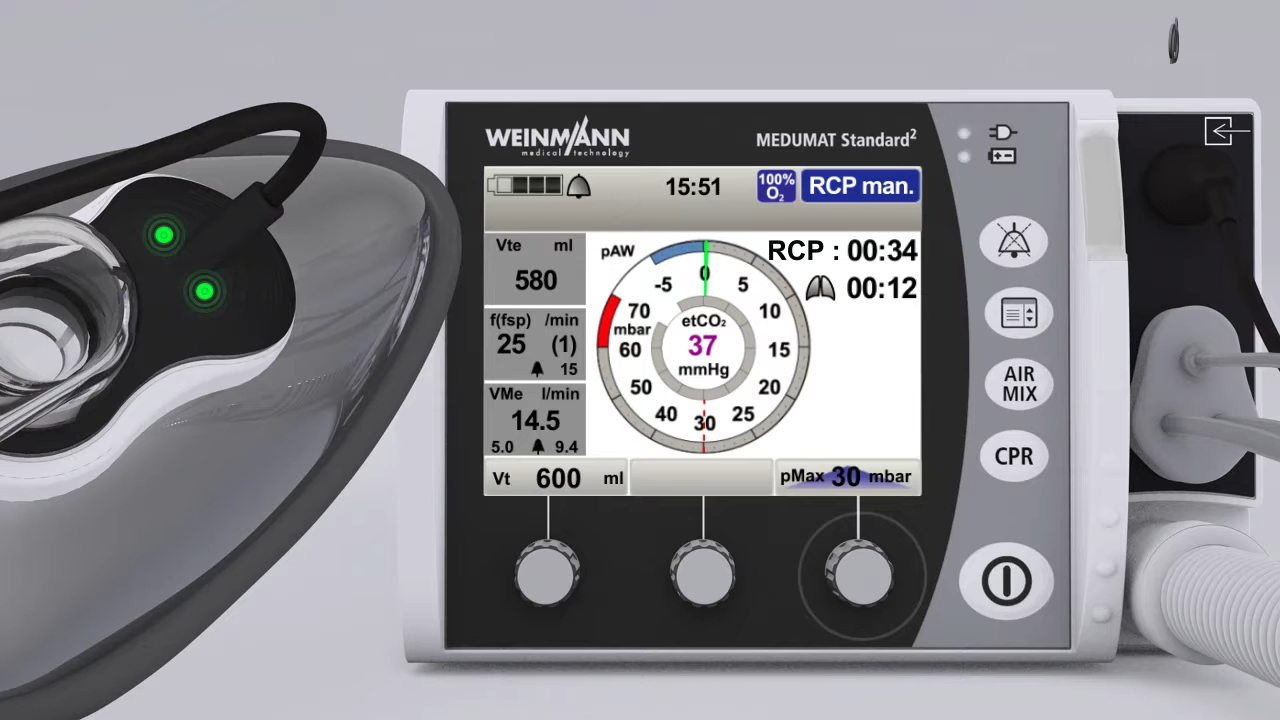 WEINMANN
medical technology
MEDUMAT Standard²
15:51
100% O₂
RCP man.
Vte ml
580
f(fsp) /min
25 (1)
15
VMe l/min
14.5
5.0 9.4
pAW
RCP : 00:34
00:12
-5 0 5 10 15 20 25 30 40 50 60 70
mbar
etCO₂
37
mmHg
Vt 600 ml
pMax 30 mbar
AIR
MIX
CPR